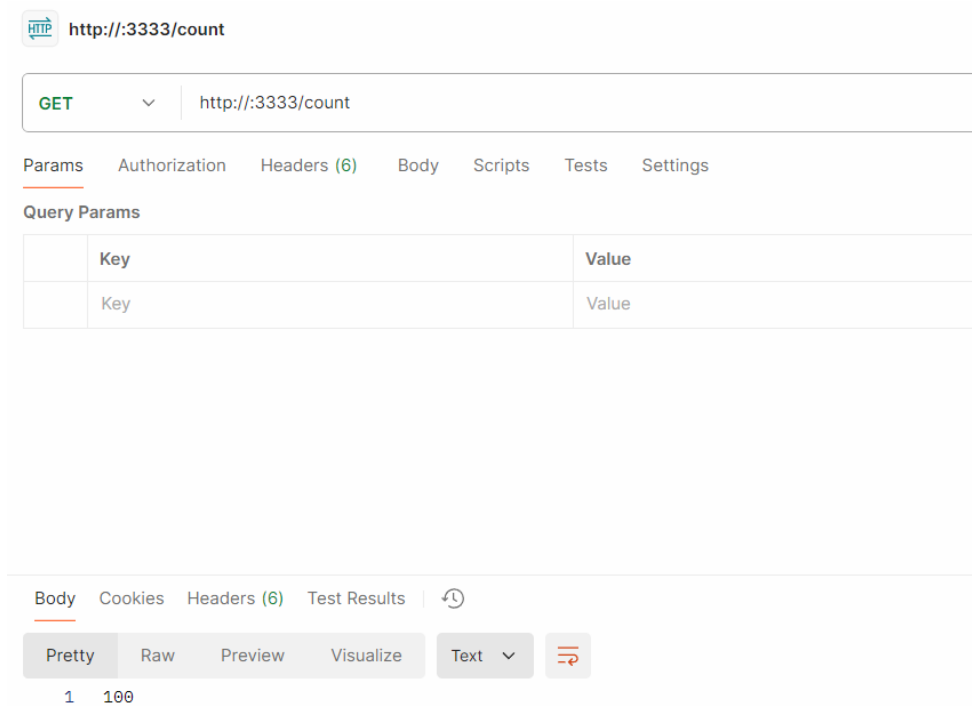 HTTP http://:3333/count
GET http://:3333/count
Params Authorization Headers (6) Body Scripts Tests Settings
Query Params
Key Value
Key Value
Body Cookies Headers (6) Test Results
Pretty Raw Preview Visualize Text
1 100